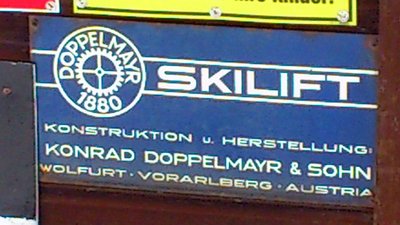 DOPPELMAYR
1880
SKILIFT
KONSTRUKTION u. HERSTELLUNG:
KONRAD DOPPELMAYR & SOHN
WOLFURT · VORARLBERG · AUSTRIA